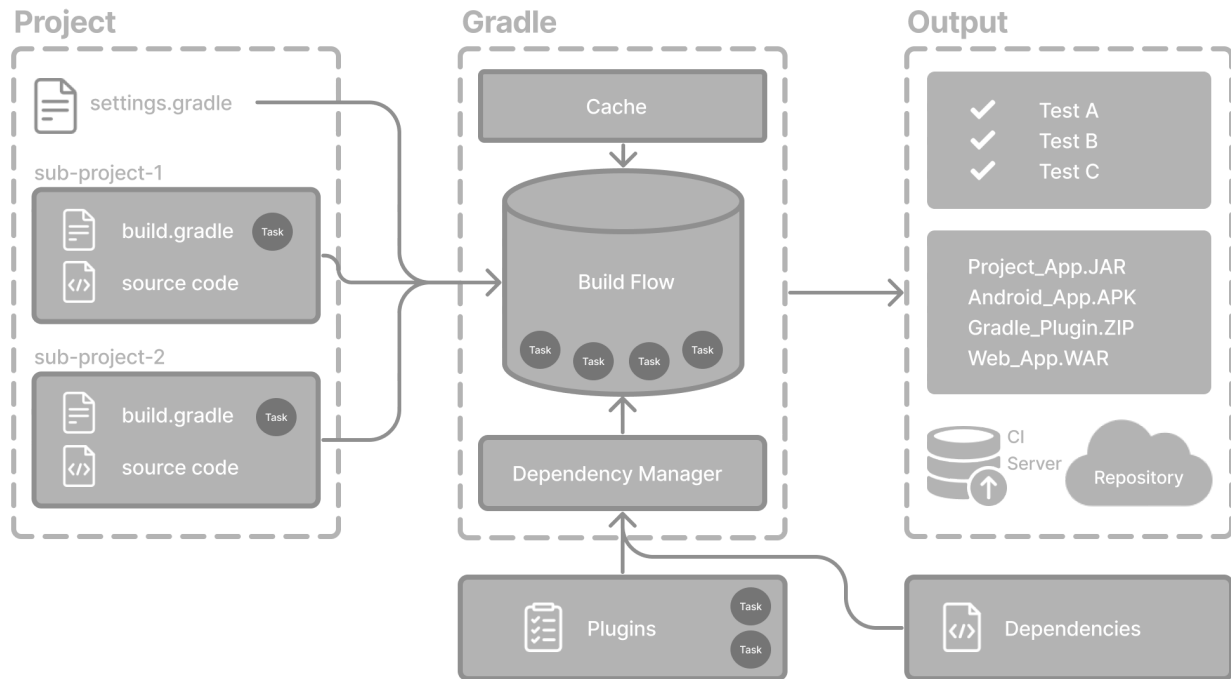 Project
settings.gradle
sub-project-1
build.gradle
Task
source code
sub-project-2
build.gradle
Task
source code
Gradle
Cache
Build Flow
Task
Task
Task
Task
Dependency Manager
Plugins
Task
Task
Output
Test A
Test B
Test C
Project_App.JAR
Android_App.APK
Gradle_Plugin.ZIP
Web_App.WAR
CI
Server
Repository
Dependencies